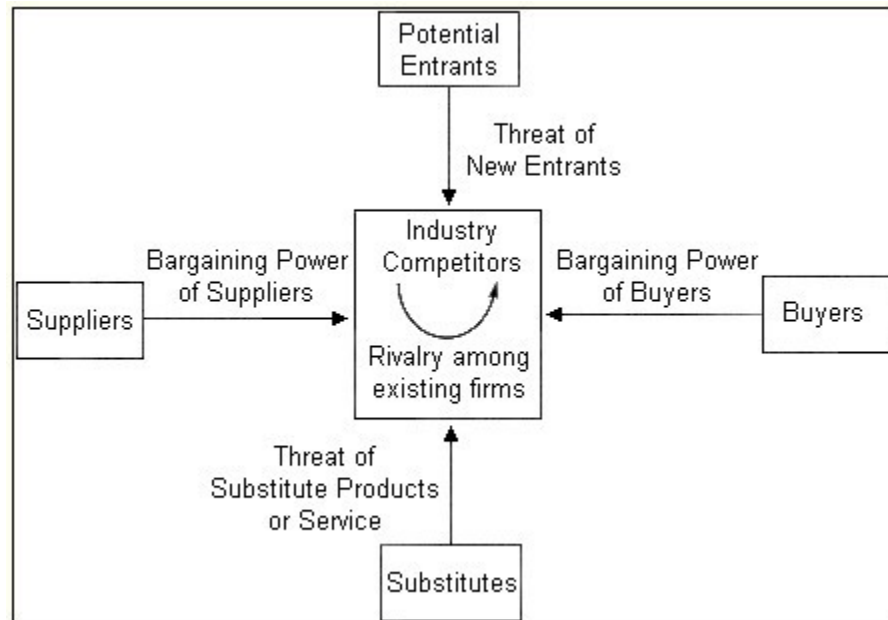 Potential
Entrants
Threat of
New Entrants
Industry
Competitors
Rivalry among
existing firms
Bargaining Power
of Suppliers
Suppliers
Bargaining Power
of Buyers
Buyers
Threat of
Substitute Products
or Service
Substitutes